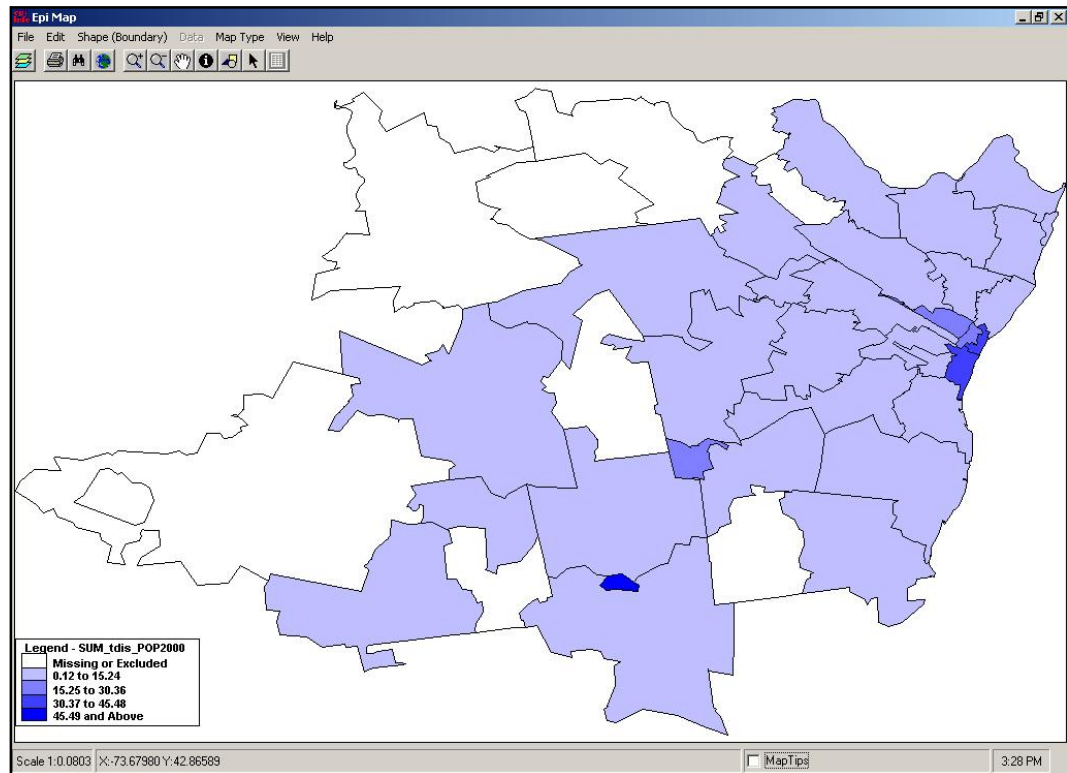 Epi Map
File Edit Shape (Boundary) Data Map Type View Help
Legend - SUM_tdis_POP2000
Missing or Excluded
0.12 to 15.24
15.25 to 30.36
30.37 to 45.48
45.49 and Above
Scale 1:0.0803 X:-73.67980 Y:42.86589 MapTips 3:28 PM